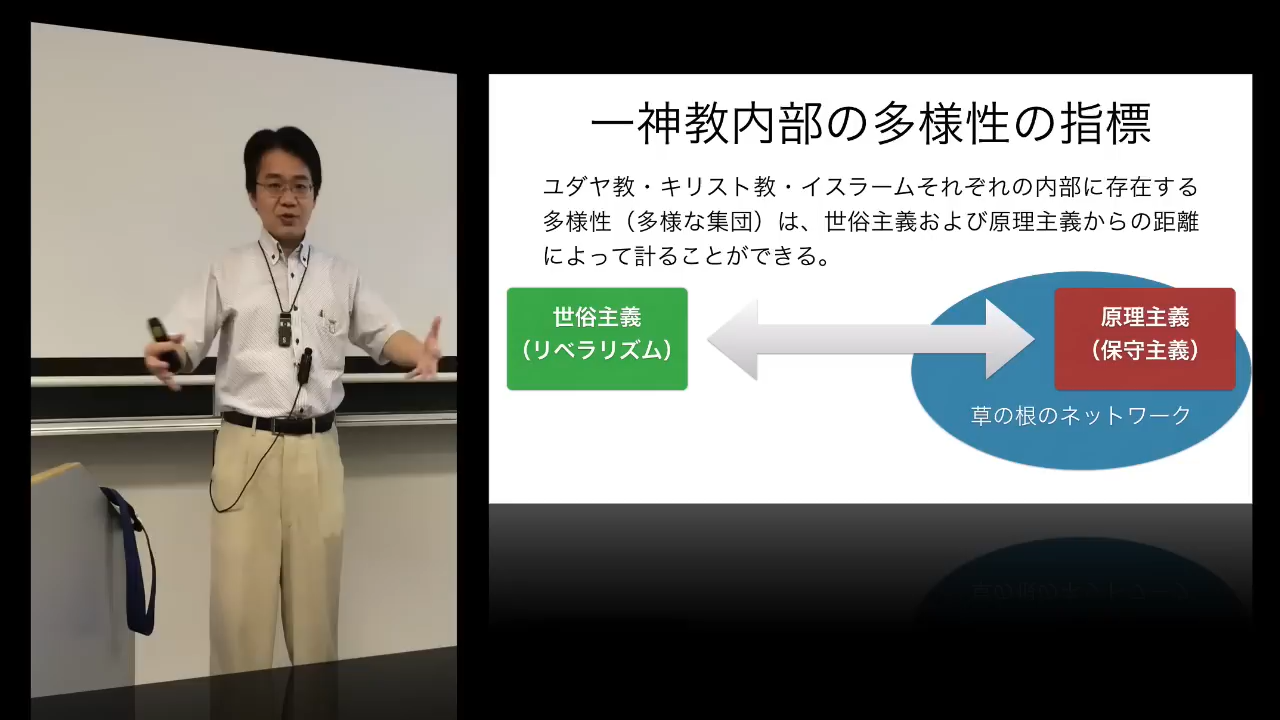 一神教内部の多様性の指標
ユダヤ教・キリスト教・イスラームそれぞれの内部に存在する
多様性（多様な集団）は、世俗主義および原理主義からの距離
によって計ることができる。
世俗主義
（リベラリズム）
原理主義
（保守主義）
草の根のネットワーク